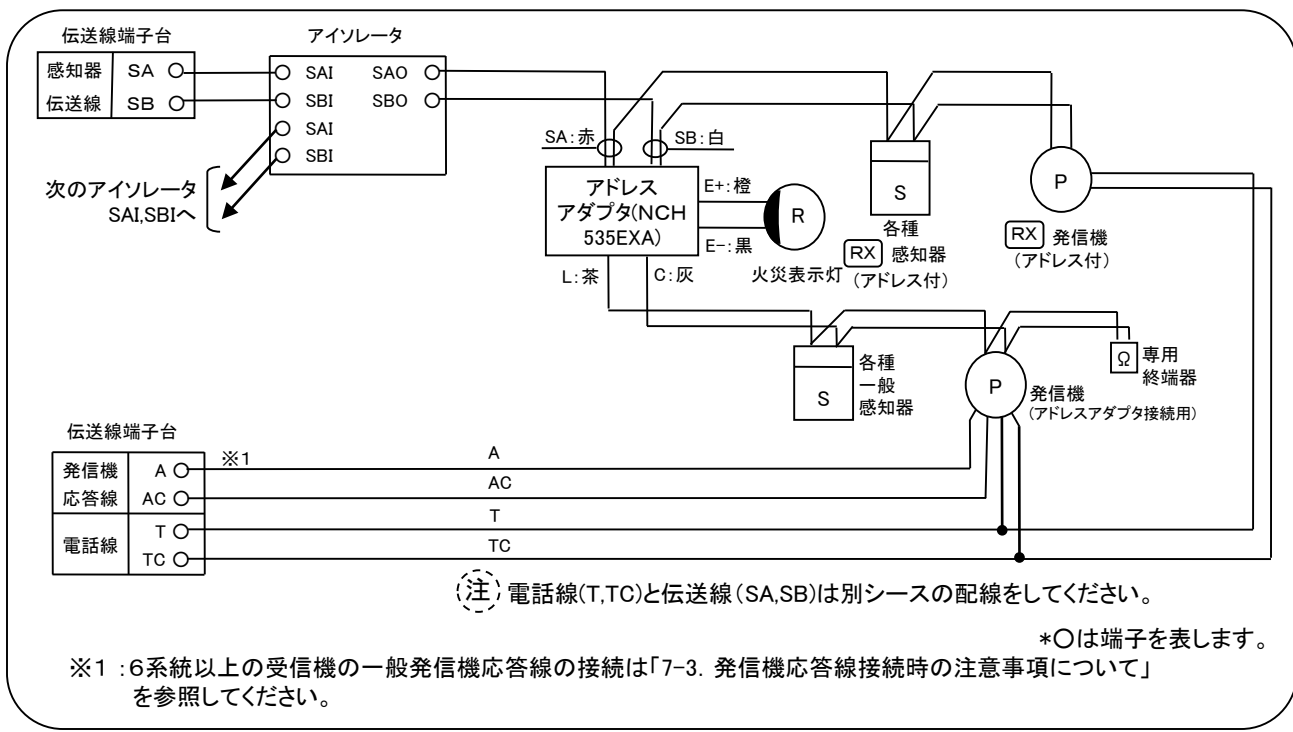 伝送線端子台
感知器 SA
伝送線 SB
アイソレータ
SAI SAO
SBI SBO
SAI
SBI
次のアイソレータ
SAI,SBIへ
SA:赤
SB:白
アドレス
アダプタ(NCH
535EXA)
E+:橙
E-:黒
R
火災表示灯
L:茶
C:灰
S
各種
RX 感知器
(アドレス付)
P
RX 発信機
(アドレス付)
S
各種
一般
感知器
P
発信機
(アドレスアダプタ接続用)
Ω
専用
終端器
伝送線端子台
発信機 A
応答線 AC
電話線 T
TC
※1
A
AC
T
TC
注 電話線(T,TC)と伝送線(SA,SB)は別シースの配線をしてください。
*○は端子を表します。
※1 :6系統以上の受信機の一般発信機応答線の接続は「7-3. 発信機応答線接続時の注意事項について」
を参照してください。